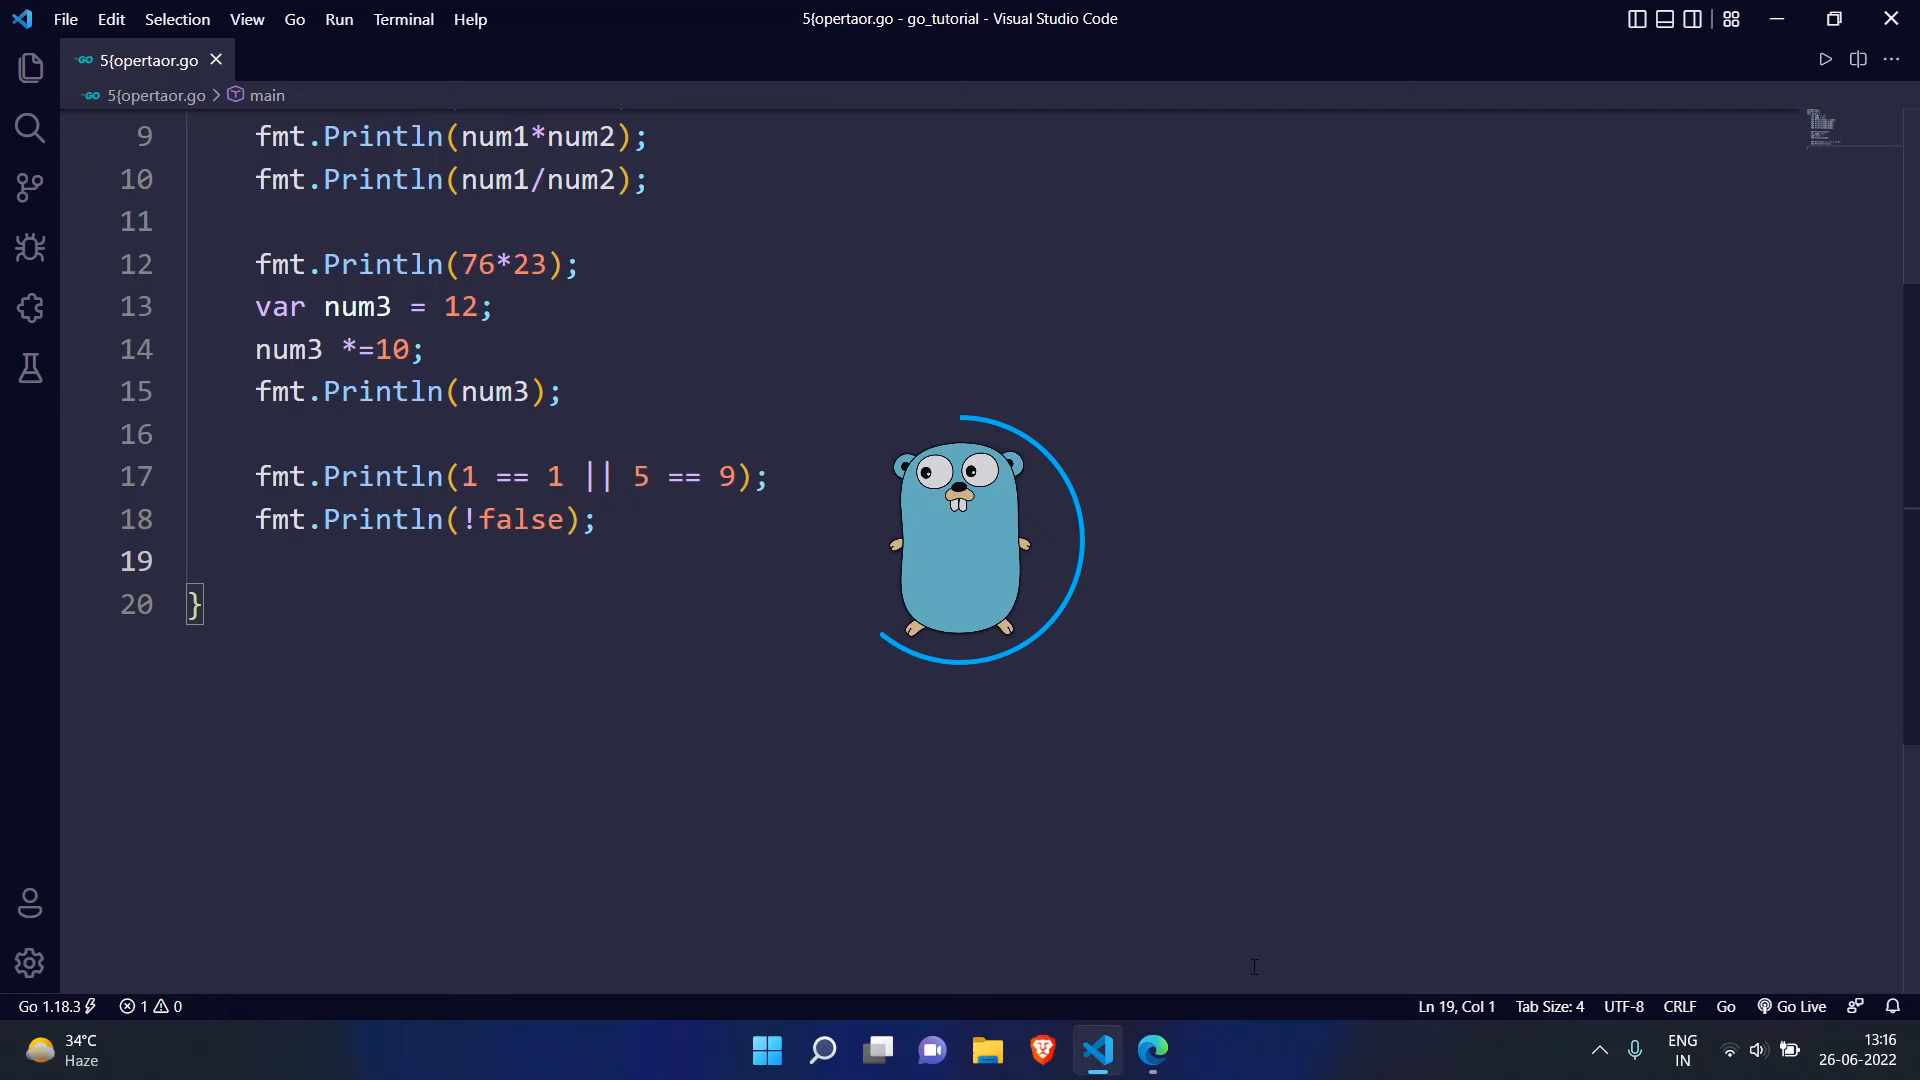 File Edit Selection View Go Run Terminal Help
5{opertaor.go - go_tutorial - Visual Studio Code
GO 5{opertaor.go
GO 5{opertaor.go > main
9 fmt.Println(num1*num2);
10 fmt.Println(num1/num2);
11
12 fmt.Println(76*23);
13 var num3 = 12;
14 num3 *=10;
15 fmt.Println(num3);
16
17 fmt.Println(1 == 1 || 5 == 9);
18 fmt.Println(!false);
19
20 }
Go 1.18.3 1 0 Ln 19, Col 1 Tab Size: 4 UTF-8 CRLF Go Go Live
34°C
Haze
ENG
IN
13:16
26-06-2022